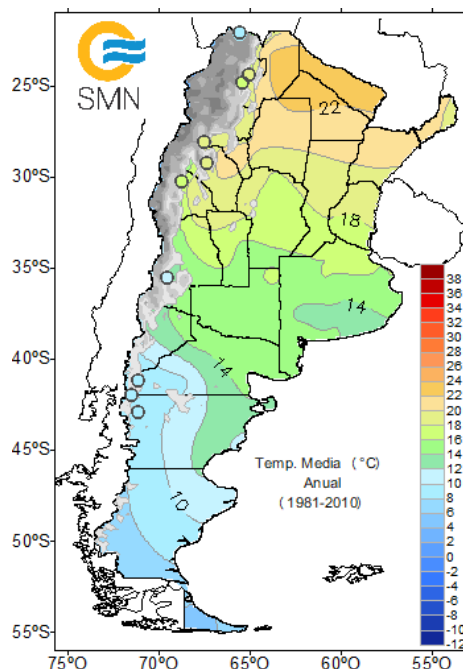 SMN
25ºS
30ºS
35ºS
40ºS
45ºS
50ºS
55ºS
22
18
14
14
10
Temp. Media (°C)
Anual
(1981-2010)
38
36
34
32
30
28
26
24
22
20
18
16
14
12
10
8
6
4
2
0
-2
-4
-6
-8
-10
-12
75ºO
70ºO
65ºO
60ºO
55ºO